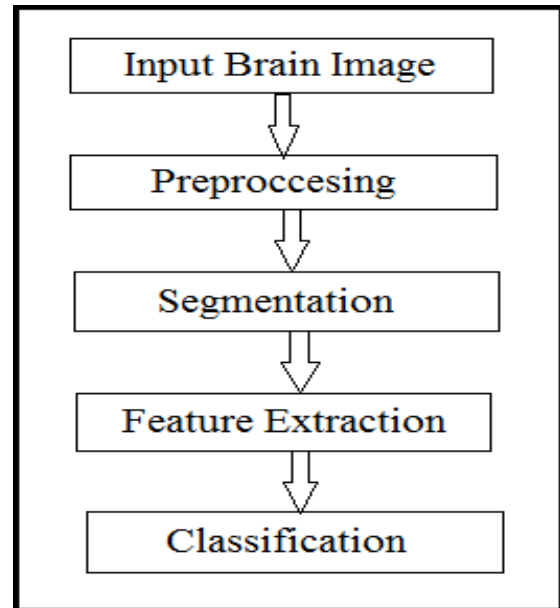 Input Brain Image
Preproccesing
Segmentation
Feature Extraction
Classification